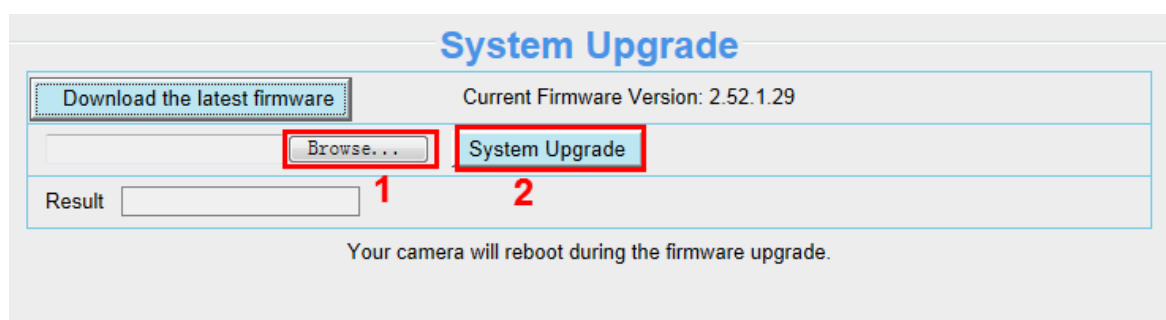 System Upgrade
Download the latest firmware Current Firmware Version: 2.52.1.29
Browse... System Upgrade
1 2
Result
Your camera will reboot during the firmware upgrade.